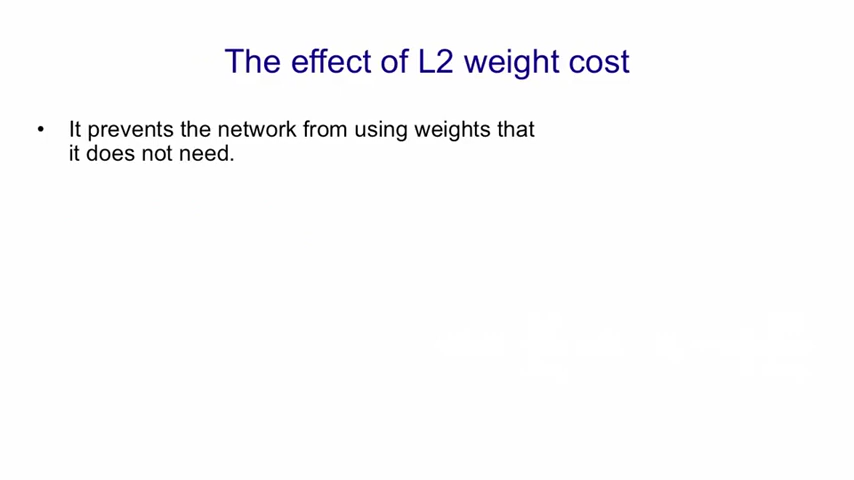 The effect of L2 weight cost
• It prevents the network from using weights that
it does not need.